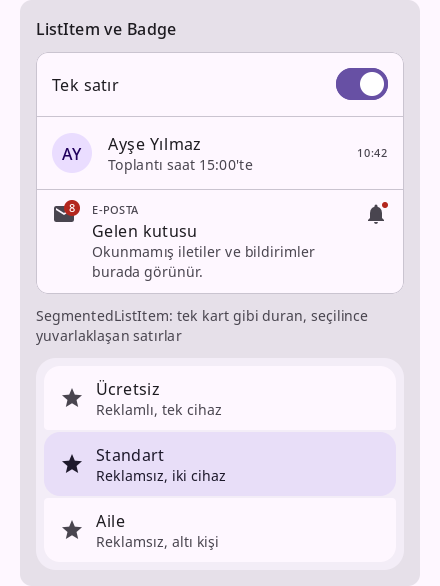 ListItem ve Badge
Tek satır
AY
Ayşe Yılmaz
Toplantı saat 15:00'te
10:42
8
E-POSTA
Gelen kutusu
Okunmamış iletiler ve bildirimler
burada görünür.
SegmentedListItem: tek kart gibi duran, seçilince
yuvarlaklaşan satırlar
Ücretsiz
Reklamlı, tek cihaz
Standart
Reklamsız, iki cihaz
Aile
Reklamsız, altı kişi